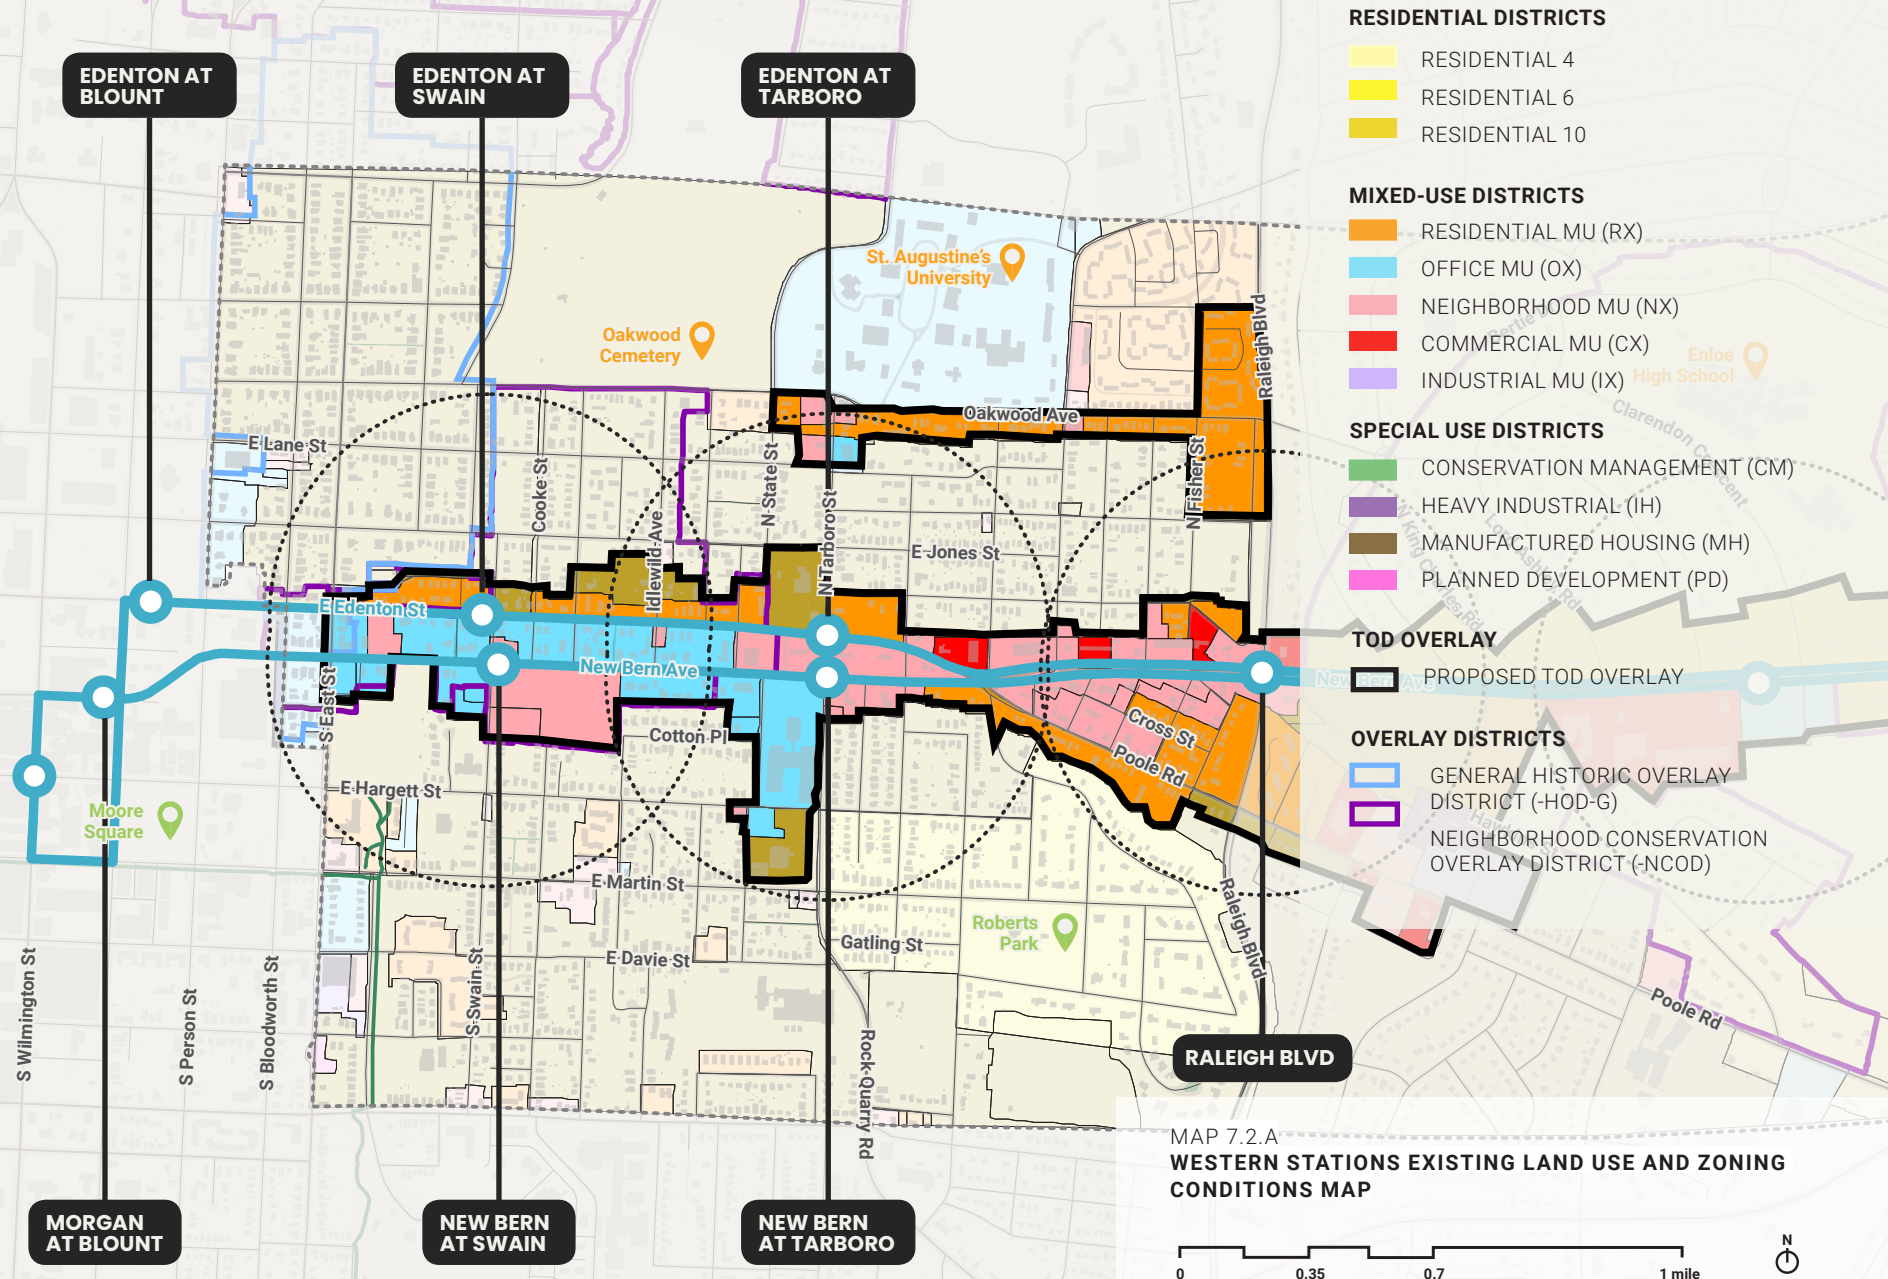 EDENTON AT
BLOUNT
EDENTON AT
SWAIN
EDENTON AT
TARBORO
RESIDENTIAL DISTRICTS
RESIDENTIAL 4
RESIDENTIAL 6
RESIDENTIAL 10
MIXED-USE DISTRICTS
RESIDENTIAL MU (RX)
OFFICE MU (OX)
NEIGHBORHOOD MU (NX)
COMMERCIAL MU (CX)
INDUSTRIAL MU (IX)
SPECIAL USE DISTRICTS
CONSERVATION MANAGEMENT (CM)
HEAVY INDUSTRIAL (IH)
MANUFACTURED HOUSING (MH)
PLANNED DEVELOPMENT (PD)
TOD OVERLAY
PROPOSED TOD OVERLAY
OVERLAY DISTRICTS
GENERAL HISTORIC OVERLAY
DISTRICT (-HOD-G)
NEIGHBORHOOD CONSERVATION
OVERLAY DISTRICT (-NCOD)
St. Augustine's
University
Oakwood
Cemetery
Enloe
High School
Clarendon Crescent
N King Charles Rd
Raleigh Blvd
Oakwood Ave
E Lane St
Cooke St
N State St
N Tarboro St
N Fisher St
Idlewild Ave
E Jones St
E Edenton St
New Bern Ave
New Bern Ave
S East St
Cotton Pl
Cross St
Poole Rd
E Hargett St
Moore
Square
E Martin St
Roberts
Park
Raleigh Blvd
Gatling St
E Davie St
S Swain St
S Wilmington St
S Person St
S Bloodworth St
Rock Quarry Rd
Poole Rd
RALEIGH BLVD
MORGAN
AT BLOUNT
NEW BERN
AT SWAIN
NEW BERN
AT TARBORO
MAP 7.2.A
WESTERN STATIONS EXISTING LAND USE AND ZONING
CONDITIONS MAP
0
0.35
0.7
1 mile
N